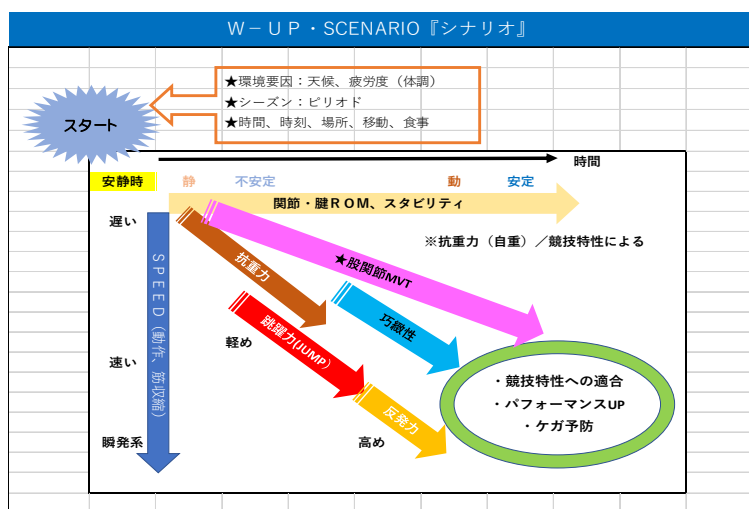 W－UP・SCENARIO『シナリオ』
★環境要因：天候、疲労度（体調）
★シーズン：ピリオド
★時間、時刻、場所、移動、食事
スタート
時間
安静時
静
不安定
動
安定
関節・腱ROM、スタビリティ
遅い
※抗重力（自重）／競技特性による
抗重力
★股関節MVT
SPEED（動作、筋収縮）
跳躍力(JUMP）
巧緻性
軽め
速い
・競技特性への適合
・パフォーマンスUP
・ケガ予防
反発力
瞬発系
高め